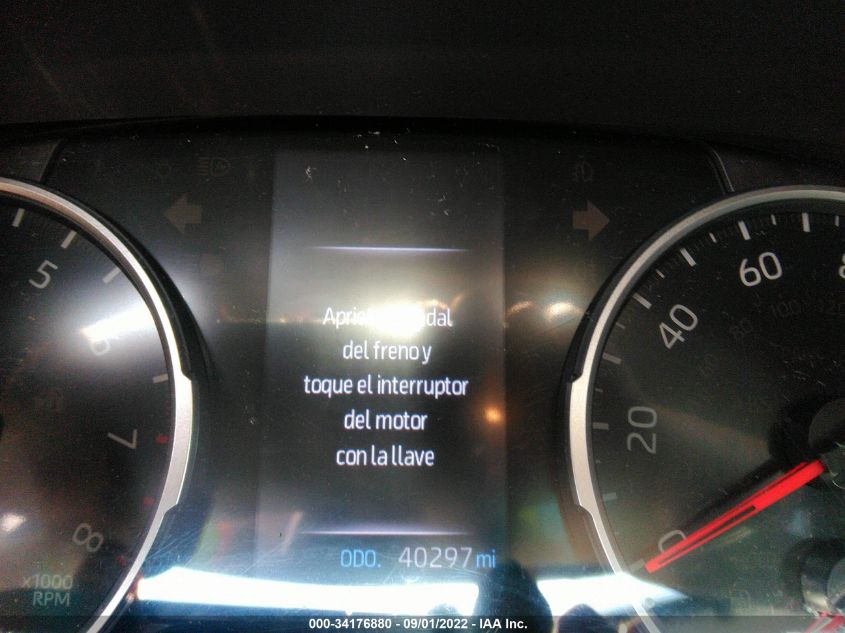 5
7
8
x1000
RPM
del freno y
toque el interruptor
del motor
con la llave
ODO. 40297 mi
0
20
40
60
000-34176880 - 09/01/2022 - IAA Inc.